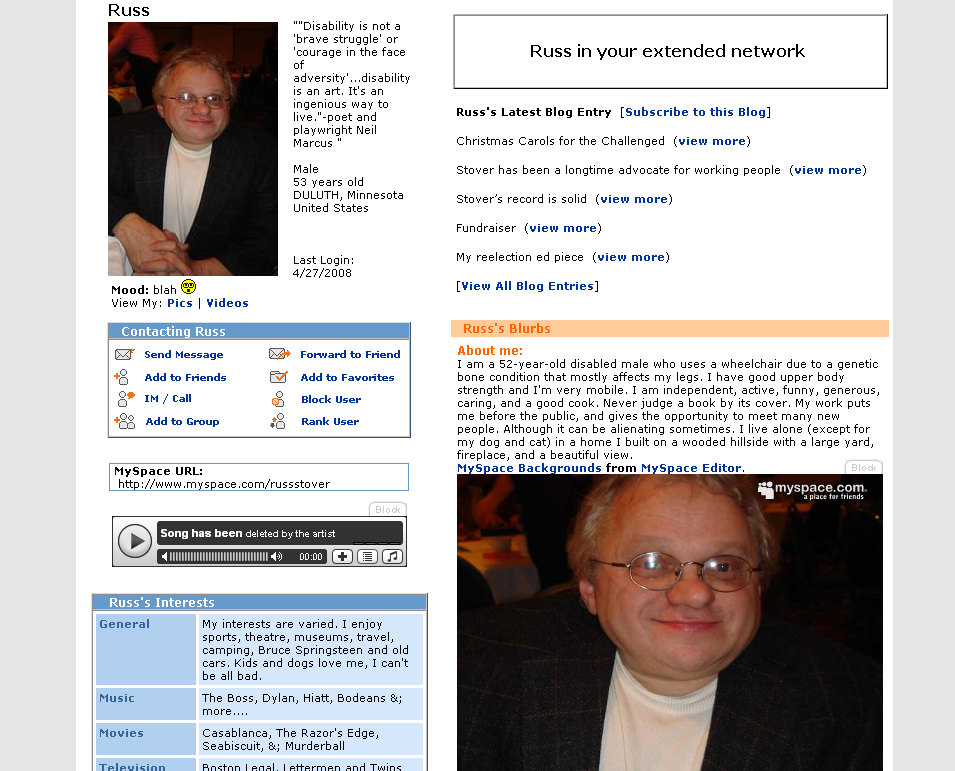 Russ
""Disability is not a
'brave struggle' or
'courage in the face
of
adversity'...disability
is an art. It's an
ingenious way to
live."-poet and
playwright Neil
Marcus "
Male
53 years old
DULUTH, Minnesota
United States
Last Login:
4/27/2008
Mood: blah
View My: Pics | Videos
Contacting Russ
Send Message
Forward to Friend
Add to Friends
Add to Favorites
IM / Call
Block User
Add to Group
Rank User
MySpace URL:
http://www.myspace.com/russstover
Block
Song has been deleted by the artist
00:00
Russ's Interests
General
My interests are varied. I enjoy
sports, theatre, museums, travel,
camping, Bruce Springsteen and old
cars. Kids and dogs love me, I can't
be all bad.
Music
The Boss, Dylan, Hiatt, Bodeans &;
more....
Movies
Casablanca, The Razor's Edge,
Seabiscuit, &; Murderball
Television
Boston Legal, Lettermen and Twins
Russ in your extended network
Russ's Latest Blog Entry [Subscribe to this Blog]
Christmas Carols for the Challenged (view more)
Stover has been a longtime advocate for working people (view more)
Stover's record is solid (view more)
Fundraiser (view more)
My reelection ed piece (view more)
[View All Blog Entries]
Russ's Blurbs
About me:
I am a 52-year-old disabled male who uses a wheelchair due to a genetic
bone condition that mostly affects my legs. I have good upper body
strength and I'm very mobile. I am independent, active, funny, generous,
caring, and a good cook. Never judge a book by its cover. My work puts
me before the public, and gives the opportunity to meet many new
people. Although it can be alienating sometimes. I live alone (except for
my dog and cat) in a home I built on a wooded hillside with a large yard,
fireplace, and a beautiful view.
MySpace Backgrounds from MySpace Editor.
Block
myspace.com
a place for friends